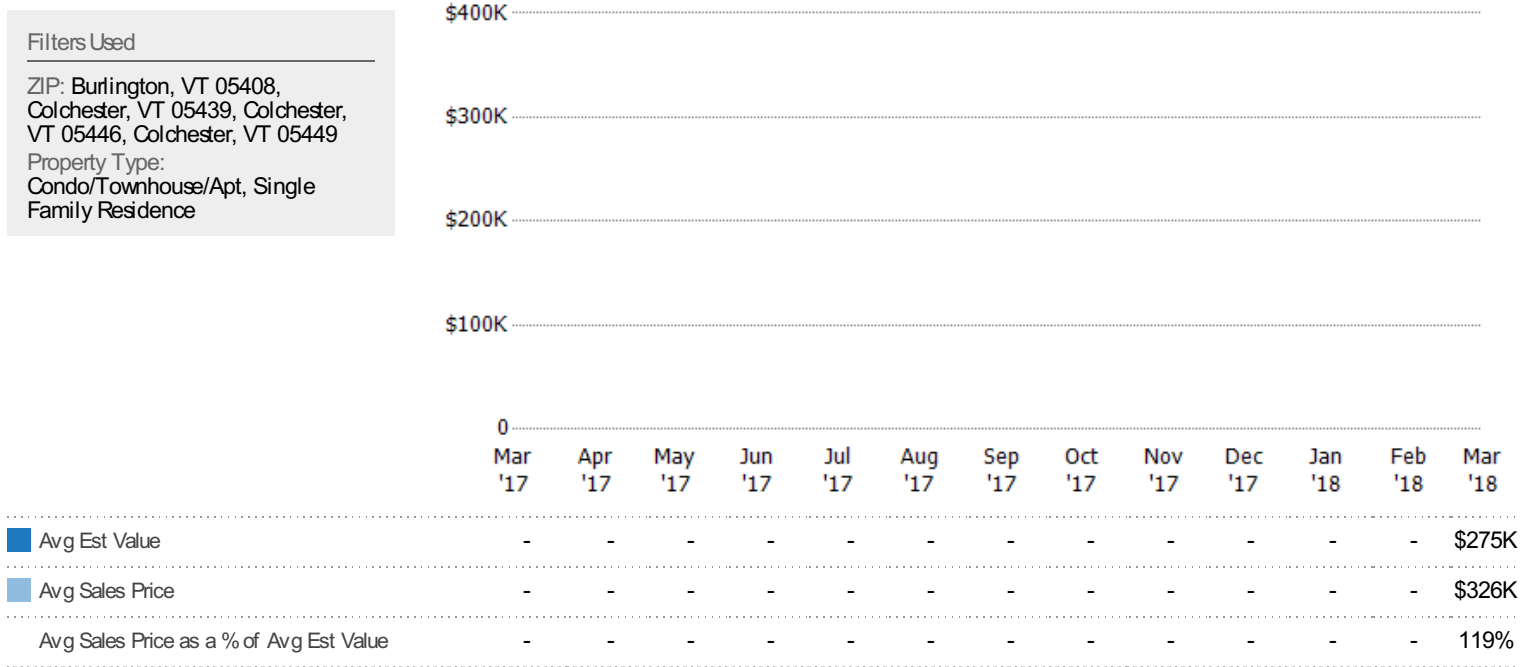 Filters Used
ZIP: Burlington, VT 05408,
Colchester, VT 05439, Colchester,
VT 05446, Colchester, VT 05449
Property Type:
Condo/Townhouse/Apt, Single
Family Residence
$400K
$300K
$200K
$100K
0
Mar Apr May Jun Jul Aug Sep Oct Nov Dec Jan Feb Mar
'17 '17 '17 '17 '17 '17 '17 '17 '17 '17 '18 '18 '18
Avg Est Value - - - - - - - - - - - - $275K
Avg Sales Price - - - - - - - - - - - - $326K
Avg Sales Price as a % of Avg Est Value - - - - - - - - - - - - 119%